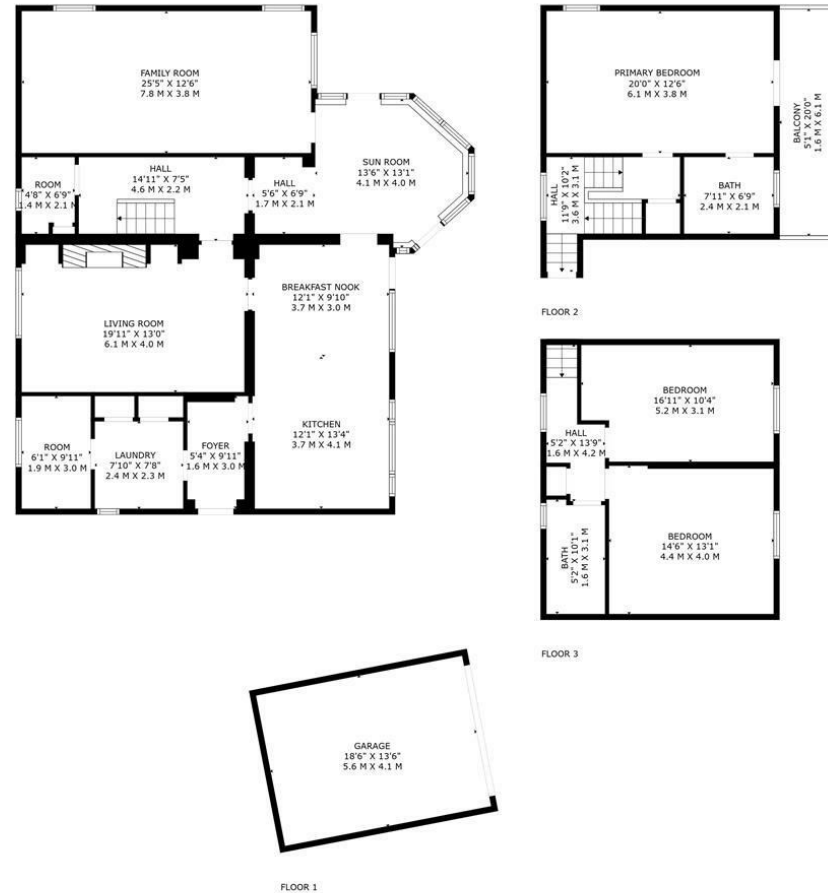 FAMILY ROOM
25'5" X 12'6"
7.8 M X 3.8 M
ROOM
4'8" X 6'9"
1.4 M X 2.1 M
HALL
14'11" X 7'5"
4.6 M X 2.2 M
HALL
5'6" X 6'9"
1.7 M X 2.1 M
SUN ROOM
13'6" X 13'1"
4.1 M X 4.0 M
LIVING ROOM
19'11" X 13'0"
6.1 M X 4.0 M
BREAKFAST NOOK
12'1" X 9'10"
3.7 M X 3.0 M
ROOM
6'1" X 9'11"
1.9 M X 3.0 M
LAUNDRY
7'10" X 7'8"
2.4 M X 2.3 M
FOYER
5'4" X 9'11"
1.6 M X 3.0 M
KITCHEN
12'1" X 13'4"
3.7 M X 4.1 M
PRIMARY BEDROOM
20'0" X 12'6"
6.1 M X 3.8 M
BALCONY
5'1" X 20'0"
1.6 M X 6.1 M
HALL
11'9" X 10'2"
3.6 M X 3.1 M
BATH
7'11" X 6'9"
2.4 M X 2.1 M
FLOOR 2
BEDROOM
16'11" X 10'4"
5.2 M X 3.1 M
HALL
5'2" X 13'9"
1.6 M X 4.2 M
BATH
5'2" X 10'1"
1.6 M X 3.1 M
BEDROOM
14'6" X 13'1"
4.4 M X 4.0 M
FLOOR 3
GARAGE
18'6" X 13'6"
5.6 M X 4.1 M
FLOOR 1